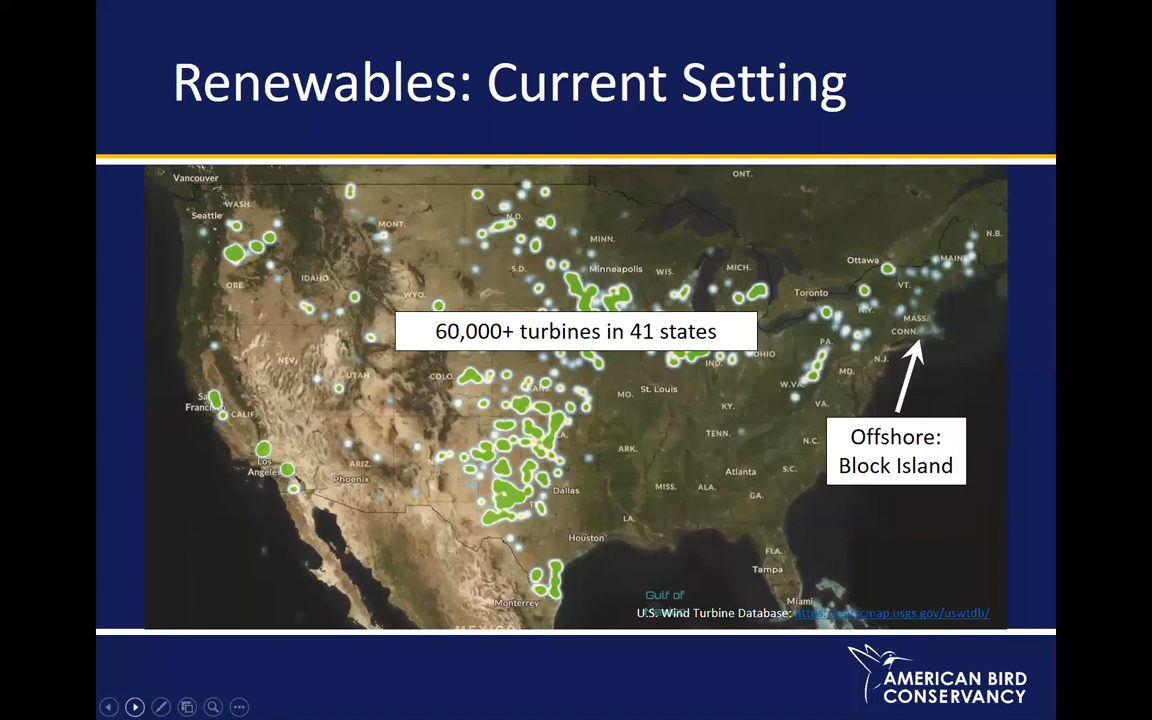 Renewables: Current Setting
Vancouver
ONT.
WASH.
Seattle
N.D.
MONT.
N.B.
MINN.
Ottawa
MAINE
S.D.
Minneapolis
WIS.
MICH.
IDAHO
ORE.
VT.
Toronto
WYO.
N.Y.
MASS.
60,000+ turbines in 41 states
CONN.
PA.
OHIO
NEV.
IND.
N.J.
UTAH
COLO.
KANS.
St. Louis
MO.
W.VA.
MD.
San
Francisco
CALIF.
KY.
VA.
TENN.
N.C.
Offshore:
Block Island
ARK.
Los
Angeles
ARIZ.
Phoenix
Atlanta
S.C.
MISS.
ALA.
GA.
Dallas
LA.
Houston
FLA.
Tampa
Gulf of
Monterrey
Miami
U.S. Wind Turbine Database: https://eerscmap.usgs.gov/uswtdb/
MEXICO
AMERICAN BIRD
CONSERVANCY